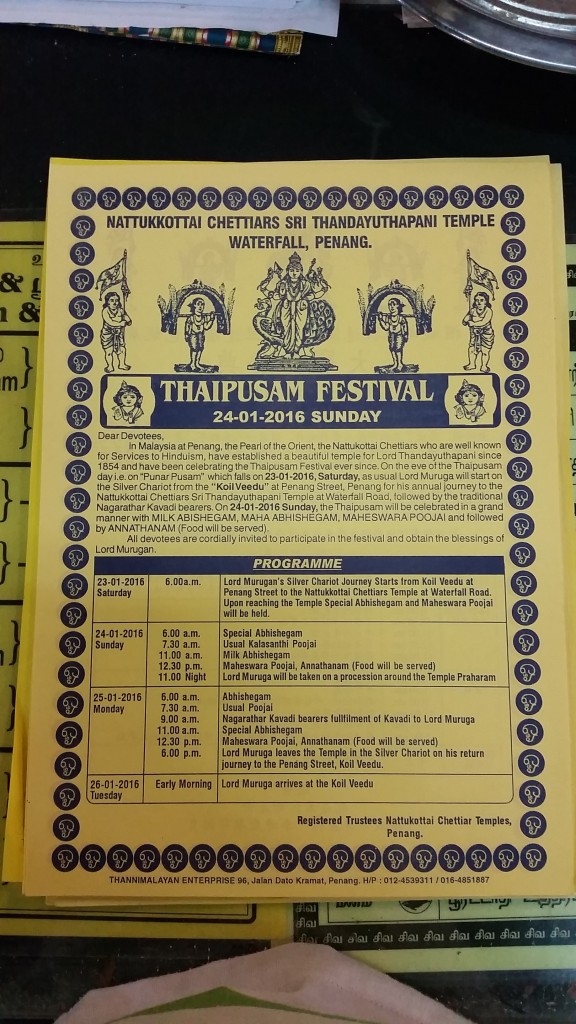 NATTUKKOTTAI CHETTIARS SRI THANDAYUTHAPANI TEMPLE
WATERFALL, PENANG.
THAIPUSAM FESTIVAL
24-01-2016 SUNDAY
Dear Devotees,
In Malaysia at Penang, the Pearl of the Orient, the Nattukottai Chettiars who are well known
for Services to Hinduism, have established a beautiful temple for Lord Thandayuthapani since
1854 and have been celebrating the Thaipusam Festival ever since. On the eve of the Thaipusam
day i.e. on "Punar Pusam" which falls on 23-01-2016, Saturday, as usual Lord Muruga will start on
the Silver Chariot from the "Koil Veedu" at Penang Street, Penang for his annual journey to the
Nattukottai Chettiars Sri Thandayuthapani Temple at Waterfall Road, followed by the traditional
Nagarathar Kavadi bearers. On 24-01-2016 Sunday, the Thaipusam will be celebrated in a grand
manner with MILK ABISHEGAM, MAHA ABHISHEGAM, MAHESWARA POOJAI and followed
by ANNATHANAM (Food will be served).
All devotees are cordially invited to participate in the festival and obtain the blessings of
Lord Murugan.
PROGRAMME
23-01-2016 6.00a.m. Lord Murugan's Silver Chariot Journey Starts from Koil Veedu at
Saturday Penang Street to the Nattukottai Chettiars Temple at Waterfall Road.
Upon reaching the Temple Special Abhishegam and Maheswara Poojai
will be held.
24-01-2016 6.00 a.m. Special Abhishegam
Sunday 7.30 a.m. Usual Kalasanthi Poojai
11.00 a.m. Milk Abhishegam
12.30 p.m. Maheswara Poojai, Annathanam (Food will be served)
11.00 Night Lord Muruga will be taken on a procession around the Temple Praharam
25-01-2016 6.00 a.m. Abhishegam
Monday 7.30 a.m. Usual Poojai
9.00 a.m. Nagarathar Kavadi bearers fullfilment of Kavadi to Lord Muruga
11.00 a.m. Special Abhishegam
12.30 p.m. Maheswara Poojai, Annathanam (Food will be served)
6.00 p.m. Lord Muruga leaves the Temple in the Silver Chariot on his return
journey to the Penang Street, Koil Veedu.
26-01-2016 Early Morning Lord Muruga arrives at the Koil Veedu
Tuesday
Registered Trustees Nattukottai Chettiar Temples,
Penang.
THANNIMALAYAN ENTERPRISE 96, Jalan Dato Kramat, Penang. H/P : 012-4539311 / 016-4851887
சிவ சிவ சிவ சிவ சிவ சிவ சிவ